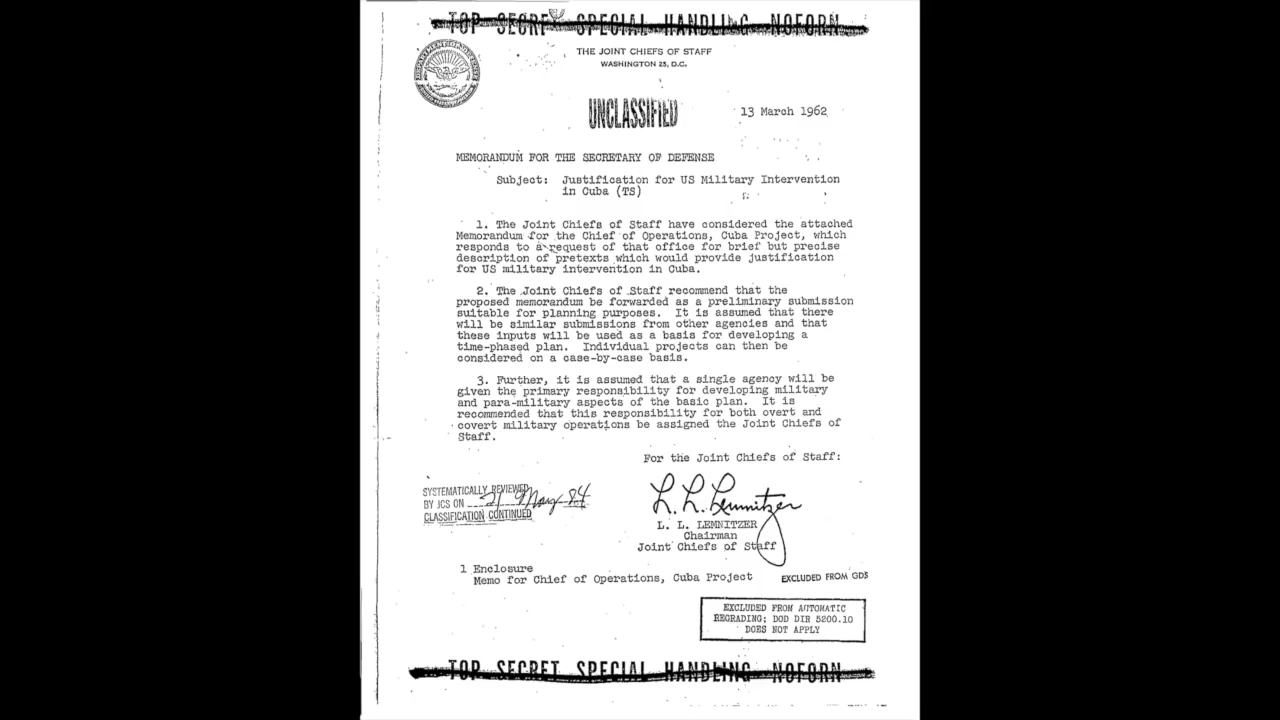 TOP SECRET SPECIAL HANDLING NOFORN
THE JOINT CHIEFS OF STAFF
WASHINGTON 25, D.C.
UNCLASSIFIED
13 March 1962
MEMORANDUM FOR THE SECRETARY OF DEFENSE
Subject: Justification for US Military Intervention
in Cuba (TS)
1. The Joint Chiefs of Staff have considered the attached
Memorandum for the Chief of Operations, Cuba Project, which
responds to a request of that office for brief but precise
description of pretexts which would provide justification
for US military intervention in Cuba.
2. The Joint Chiefs of Staff recommend that the
proposed memorandum be forwarded as a preliminary submission
suitable for planning purposes. It is assumed that there
will be similar submissions from other agencies and that
these inputs will be used as a basis for developing a
time-phased plan. Individual projects can then be
considered on a case-by-case basis.
3. Further, it is assumed that a single agency will be
given the primary responsibility for developing military
and para-military aspects of the basic plan. It is
recommended that this responsibility for both overt and
covert military operations be assigned the Joint Chiefs of
Staff.
For the Joint Chiefs of Staff:
SYSTEMATICALLY REVIEWED
BY JCS ON 21 May 84
CLASSIFICATION CONTINUED
L. L. Lemnitzer
L. L. LEMNITZER
Chairman
Joint Chiefs of Staff
1 Enclosure
Memo for Chief of Operations, Cuba Project
EXCLUDED FROM GDS
EXCLUDED FROM AUTOMATIC
REGRADING; DOD DIR 5200.10
DOES NOT APPLY
TOP SECRET SPECIAL HANDLING NOFORN